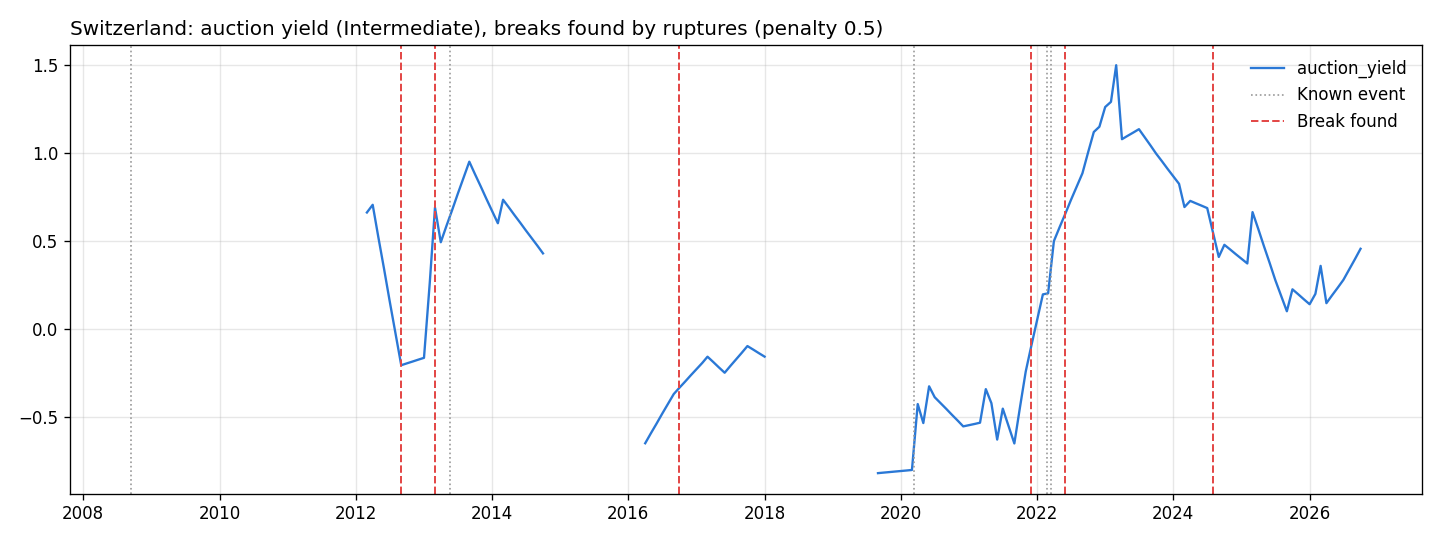 Switzerland: auction yield (Intermediate), breaks found by ruptures (penalty 0.5)
auction_yield
Known event
Break found
1.5
1.0
0.5
0.0
−0.5
2008 2010 2012 2014 2016 2018 2020 2022 2024 2026